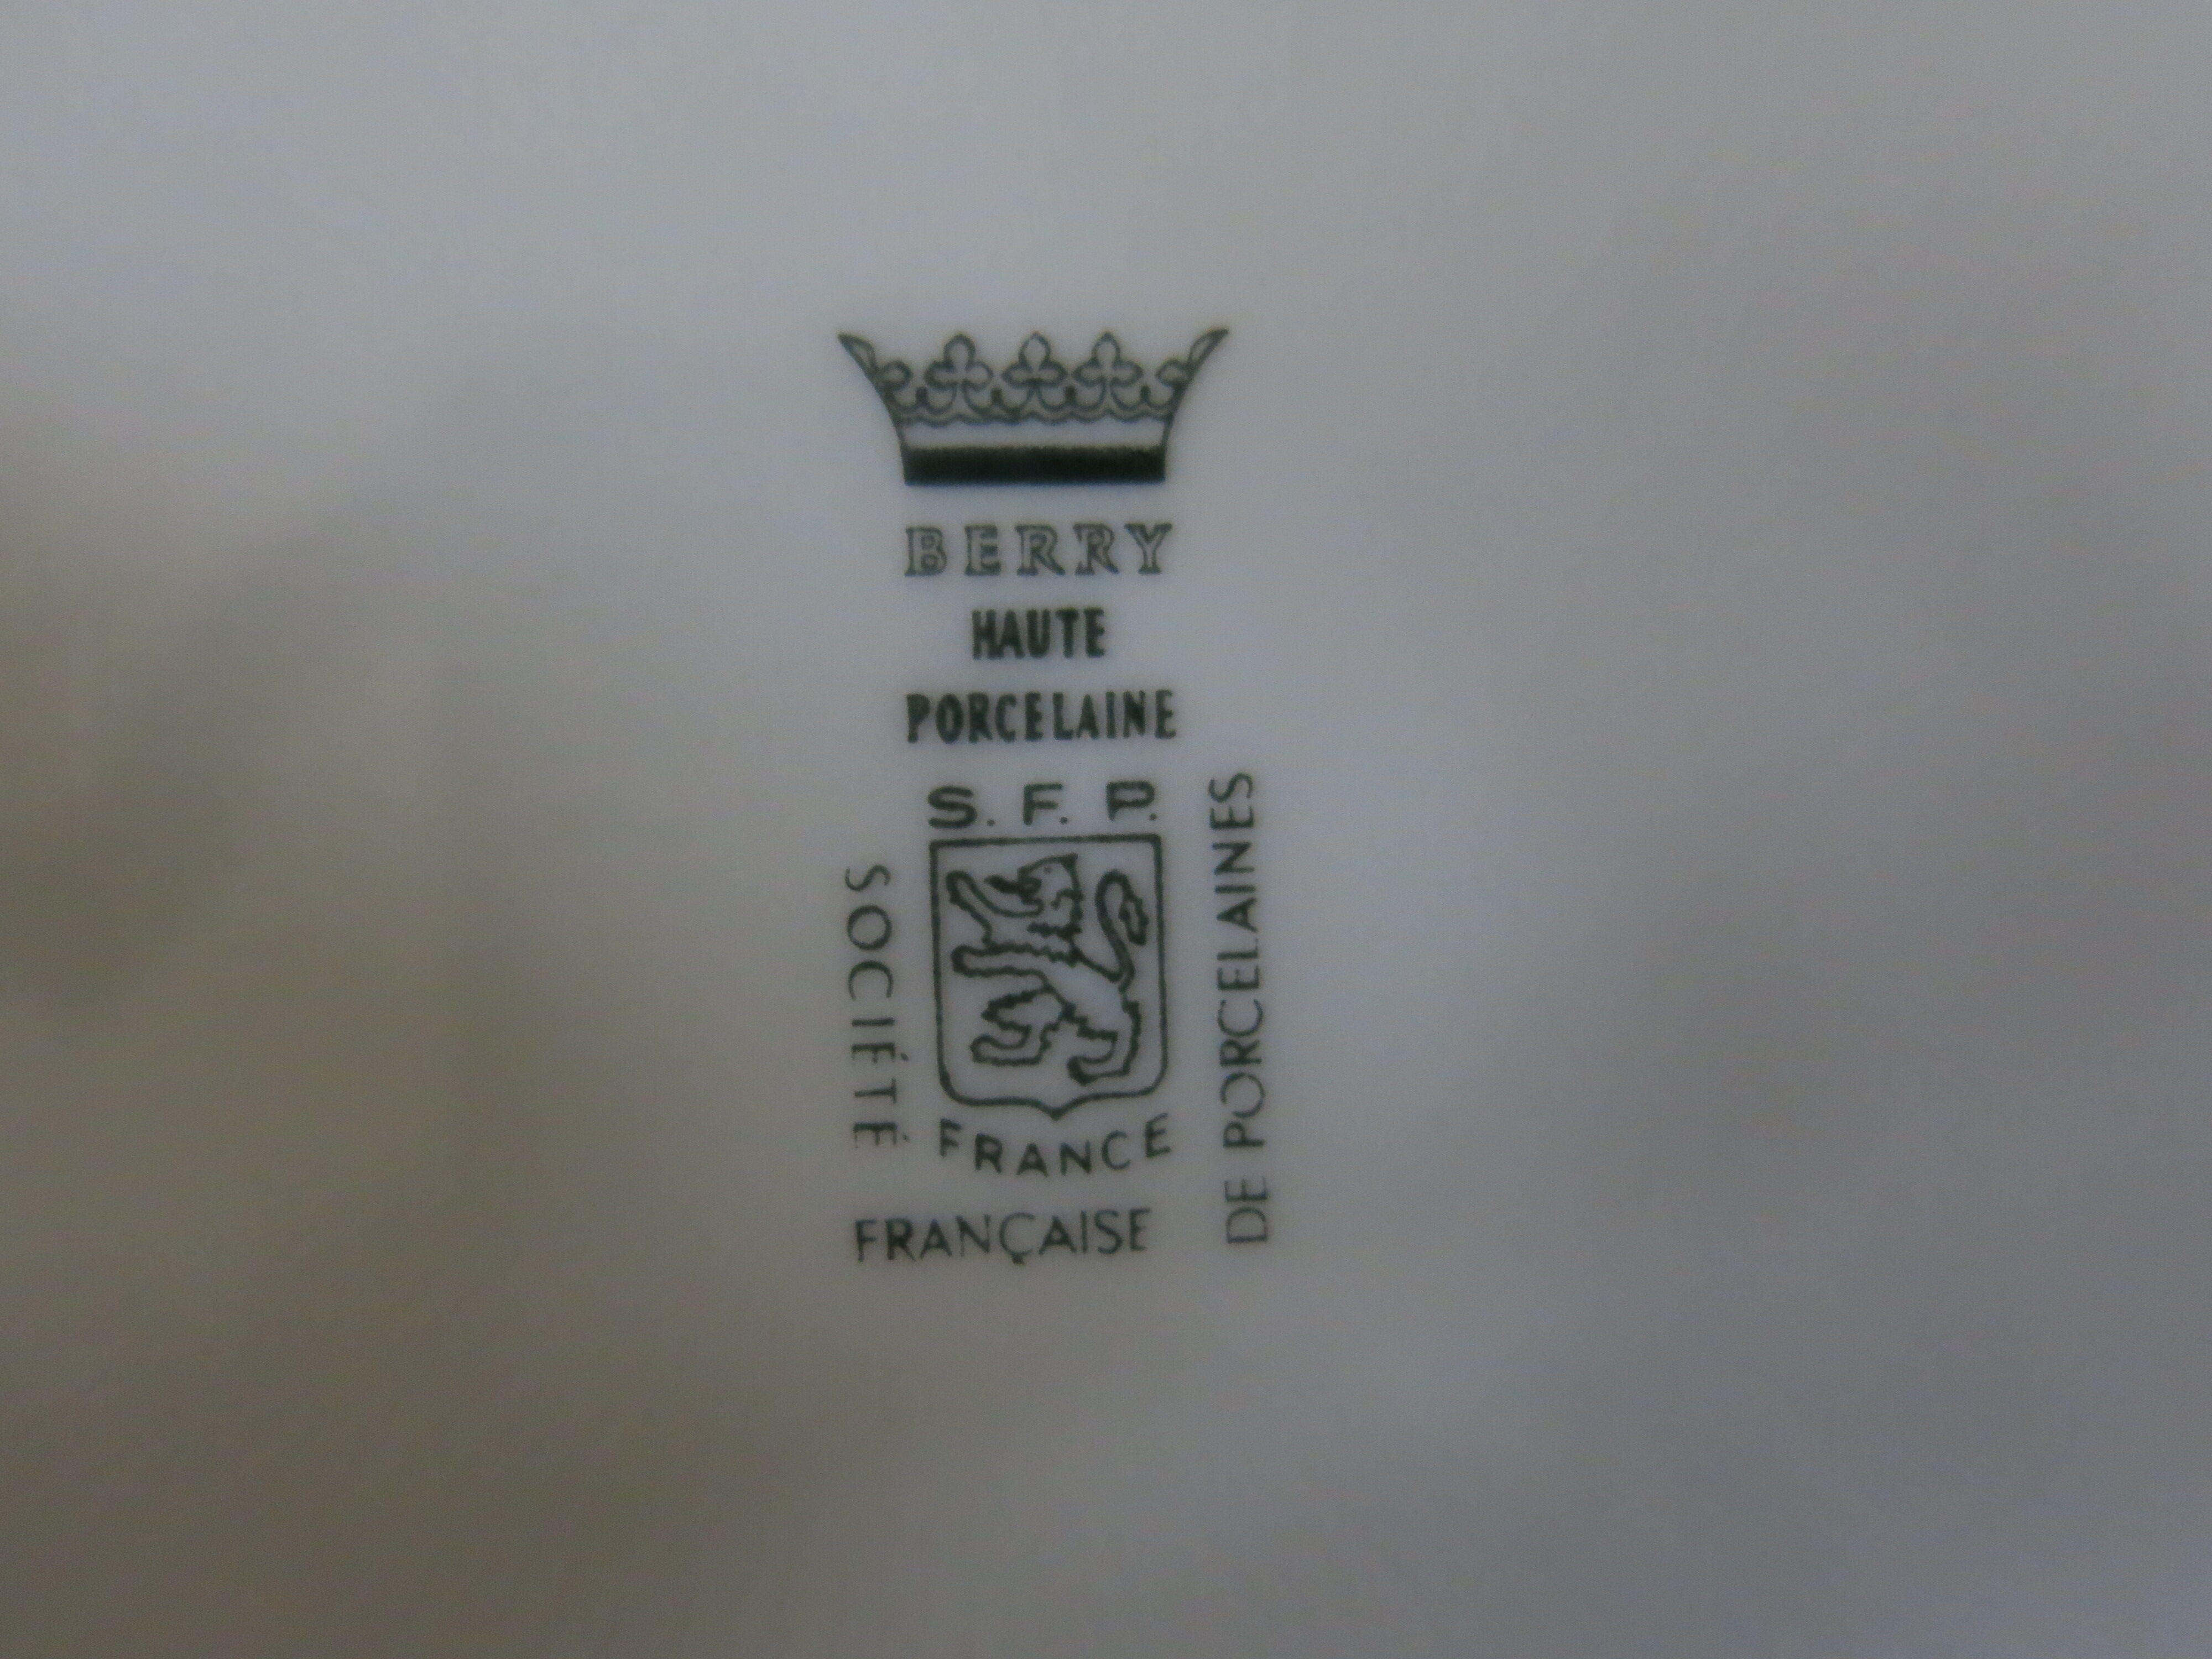 BERRY
HAUTE
PORCELAINE
S. F. P.
FRANCE
SOCIÉTÉ
FRANÇAISE
DE PORCELAINES